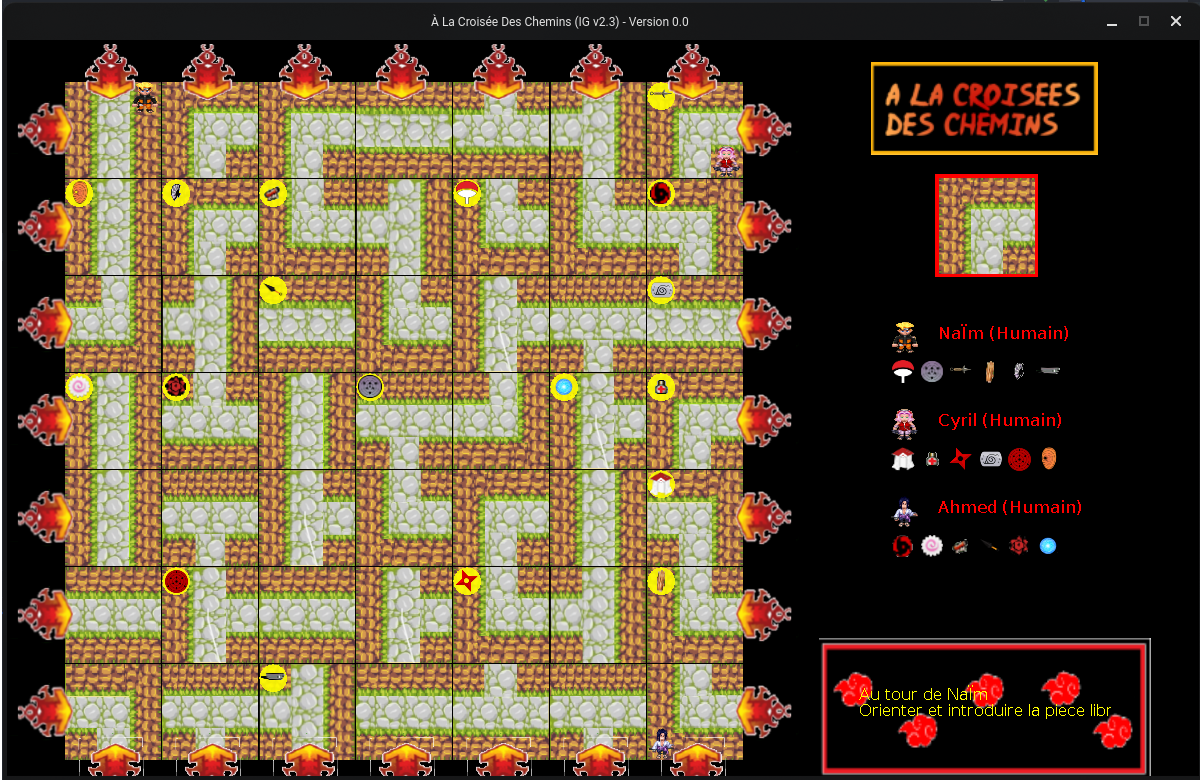 À La Croisée Des Chemins (IG v2.3) - Version 0.0
A LA CROISEES
DES CHEMINS
NaÏm (Humain)
Cyril (Humain)
Ahmed (Humain)
Au tour de NaÏm
Orienter et introduire la pièce libr